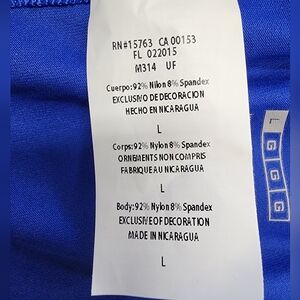 RN#15763 CA 00153
FL 022015
M314 UF
Cuerpo:92% Nilon 8% Spandex
EXCLUSIVO DE DECORACION
HECHO EN NICARAGUA
L
Corps:92% Nylon 8% Spandex
ORNEMENTS NON COMPRIS
FABRIQUE AU NICARAGUA
L
Body:92% Nylon 8% Spandex
EXCLUSIVE OF DECORATION
MADE IN NICARAGUA
L
L
G
G
G